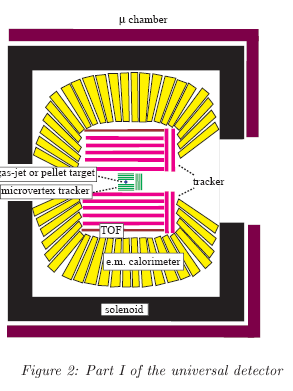 μ chamber
gas-jet or pellet target
microvertex tracker
tracker
TOF
e.m. calorimeter
solenoid
Figure 2: Part I of the universal detector